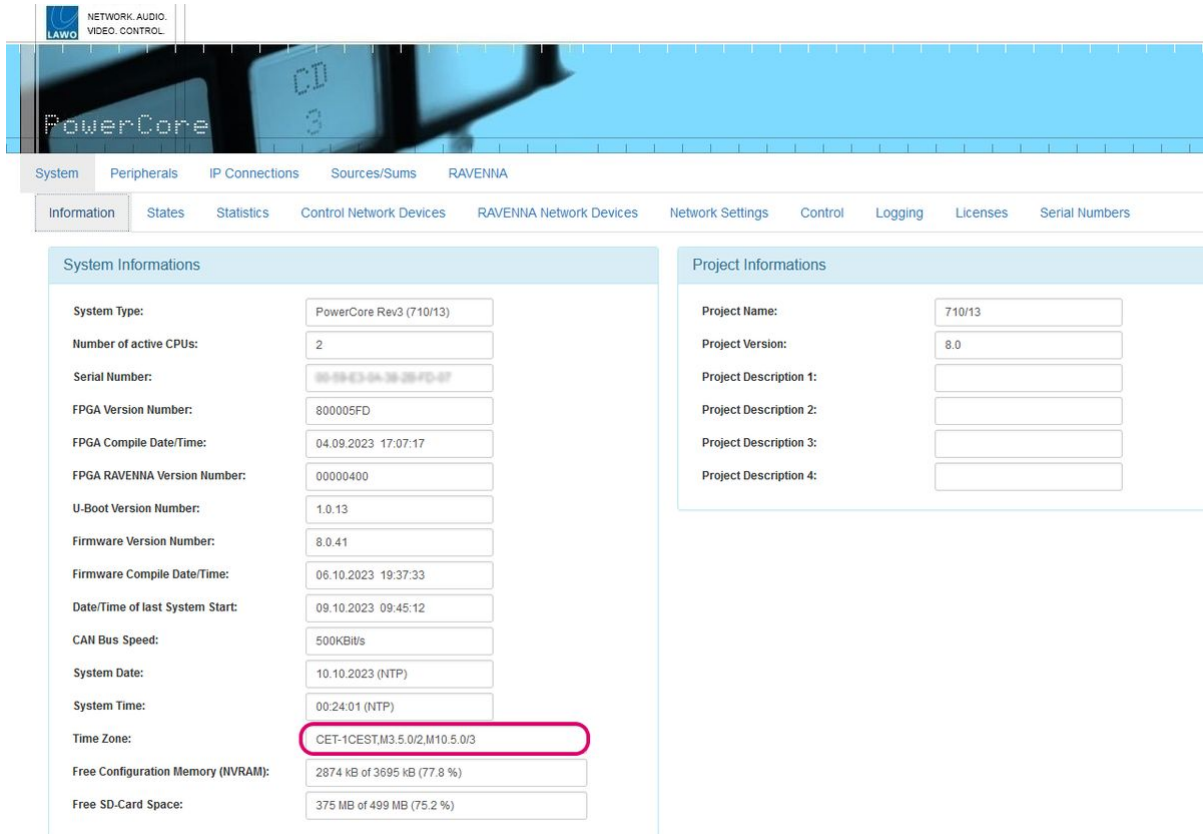 NETWORK. AUDIO.
LAWO VIDEO. CONTROL.
CD
3
PowerCore
System Peripherals IP Connections Sources/Sums RAVENNA
Information States Statistics Control Network Devices RAVENNA Network Devices Network Settings Control Logging Licenses Serial Numbers
System Informations
System Type: PowerCore Rev3 (710/13)
Number of active CPUs: 2
Serial Number:
FPGA Version Number: 800005FD
FPGA Compile Date/Time: 04.09.2023 17:07:17
FPGA RAVENNA Version Number: 00000400
U-Boot Version Number: 1.0.13
Firmware Version Number: 8.0.41
Firmware Compile Date/Time: 06.10.2023 19:37:33
Date/Time of last System Start: 09.10.2023 09:45:12
CAN Bus Speed: 500KBit/s
System Date: 10.10.2023 (NTP)
System Time: 00:24:01 (NTP)
Time Zone: CET-1CEST,M3.5.0/2,M10.5.0/3
Free Configuration Memory (NVRAM): 2874 kB of 3695 kB (77.8 %)
Free SD-Card Space: 375 MB of 499 MB (75.2 %)
Project Informations
Project Name: 710/13
Project Version: 8.0
Project Description 1:
Project Description 2:
Project Description 3:
Project Description 4: